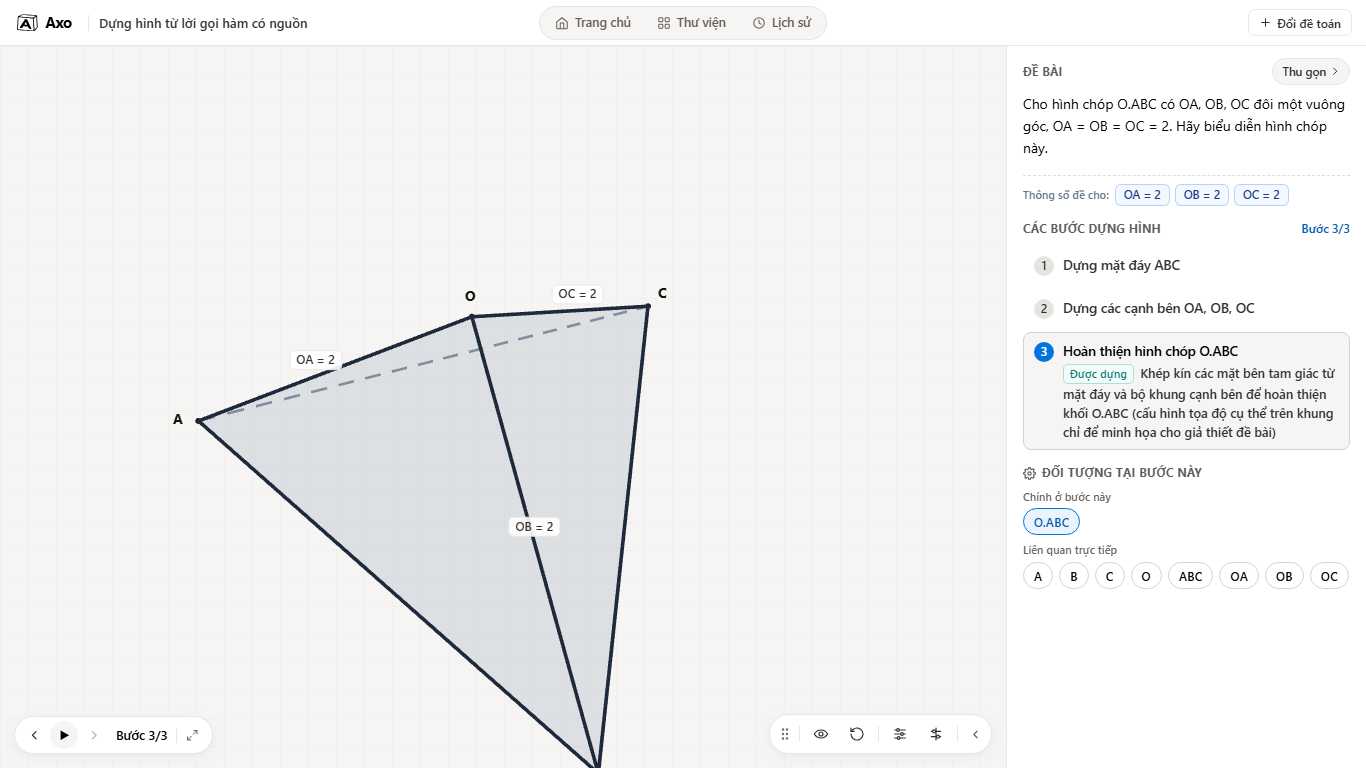 Axo
Dựng hình từ lời gọi hàm có nguồn
Trang chủ
Thư viện
Lịch sử
Đổi đề toán
ĐỀ BÀI
Thu gọn
Cho hình chóp O.ABC có OA, OB, OC đôi một vuông
góc, OA = OB = OC = 2. Hãy biểu diễn hình chóp
này.
Thông số đề cho:
OA = 2
OB = 2
OC = 2
CÁC BƯỚC DỰNG HÌNH
Bước 3/3
1 Dựng mặt đáy ABC
2 Dựng các cạnh bên OA, OB, OC
3 Hoàn thiện hình chóp O.ABC
Được dựng Khép kín các mặt bên tam giác từ
mặt đáy và bộ khung cạnh bên để hoàn thiện
khối O.ABC (cấu hình tọa độ cụ thể trên khung
chỉ để minh họa cho giả thiết đề bài)
ĐỐI TƯỢNG TẠI BƯỚC NÀY
Chính ở bước này
O.ABC
Liên quan trực tiếp
A
B
C
O
ABC
OA
OB
OC
O
OC = 2
C
OA = 2
A
OB = 2
Bước 3/3